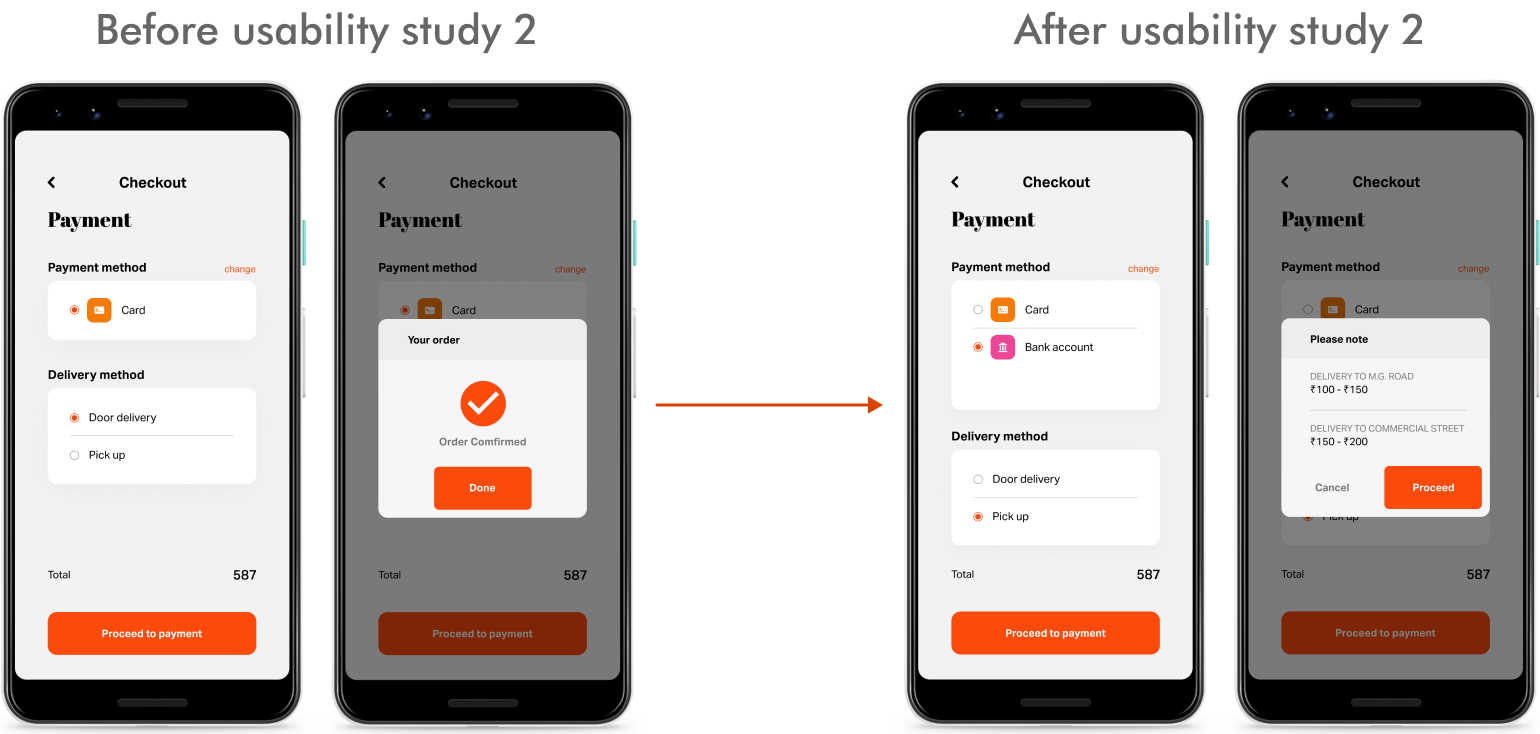 Before usability study 2
Checkout
Payment
Payment method change
Card
Delivery method
Door delivery
Pick up
Total 587
Proceed to payment
Checkout
Payment
Payment method change
Card
Your order
Order Comfirmed
Done
Total 587
Proceed to payment
After usability study 2
Checkout
Payment
Payment method change
Card
Bank account
Delivery method
Door delivery
Pick up
Total 587
Proceed to payment
Checkout
Payment
Payment method change
Card
Please note
DELIVERY TO M.G. ROAD
₹100 - ₹150
DELIVERY TO COMMERCIAL STREET
₹150 - ₹200
Cancel Proceed
Pick up
Total 587
Proceed to payment